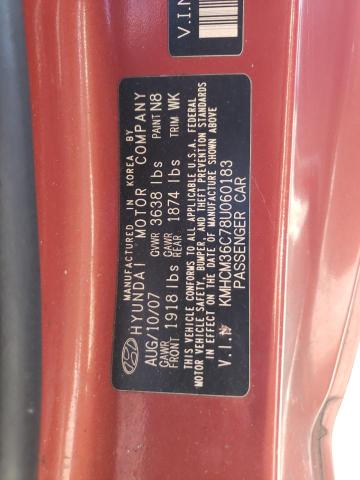 MANUFACTURED IN KOREA BY
HYUNDAI MOTOR COMPANY
AUG/10/07 GVWR 3638 lbs PAINT N8
GAWR FRONT 1918 lbs GAWR REAR 1874 lbs TRIM WK
THIS VEHICLE CONFORMS TO ALL APPLICABLE U.S.A. FEDERAL
MOTOR VEHICLE SAFETY, BUMPER, AND THEFT PREVENTION STANDARDS
IN EFFECT ON THE DATE OF MANUFACTURE SHOWN ABOVE
V.I.N KMHCM36C78U060183
PASSENGER CAR
V.I.N